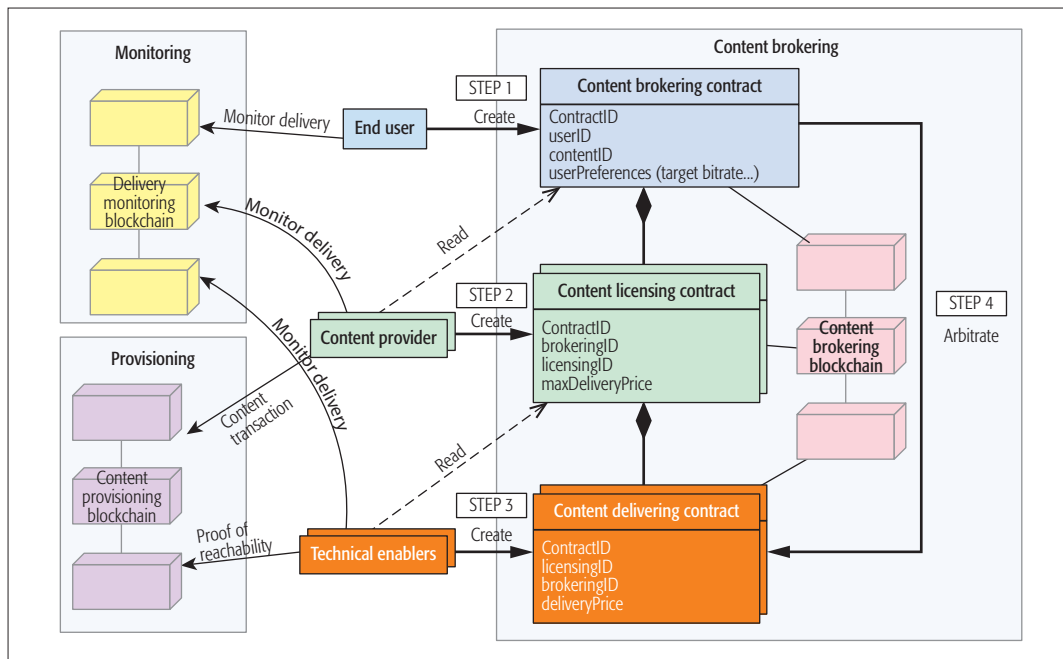 Monitoring
Content brokering
STEP 1
Create
Content brokering contract
ContractID
userID
contentID
userPreferences (target bitrate...)
Monitor delivery
End user
Delivery
monitoring
blockchain
Monitor delivery
Read
STEP 2
Create
Content licensing contract
ContractID
brokeringID
licensingID
maxDeliveryPrice
STEP 4
Arbitrate
Content
brokering
blockchain
Content provider
Monitor delivery
Provisioning
Content
transaction
Read
Content
provisioning
blockchain
STEP 3
Create
Content delivering contract
ContractID
licensingID
brokeringID
deliveryPrice
Proof of
reachability
Technical enablers